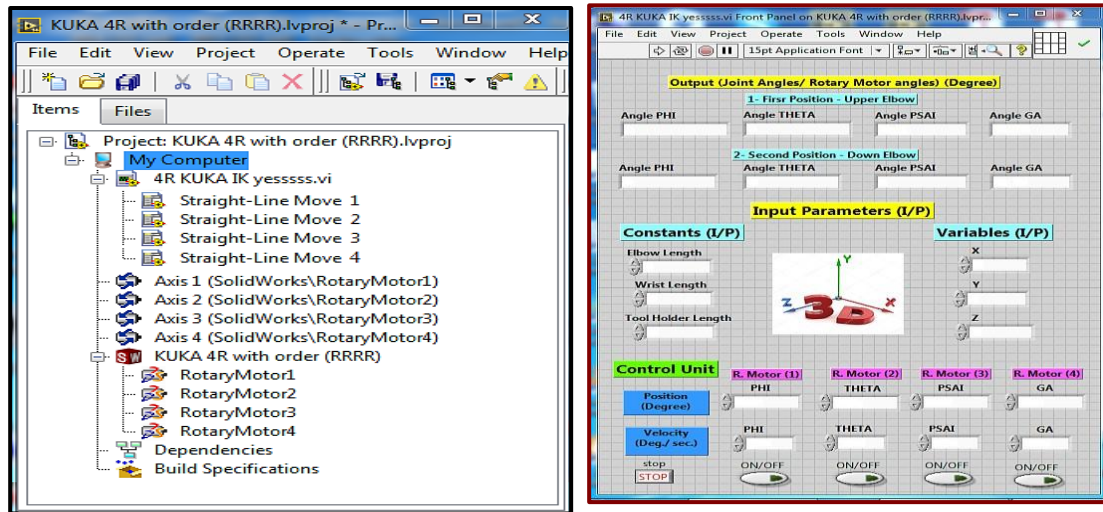 KUKA 4R with order (RRRR).lvproj * - Pr...
File Edit View Project Operate Tools Window Help
Items Files
Project: KUKA 4R with order (RRRR).lvproj
My Computer
4R KUKA IK yesssss.vi
Straight-Line Move 1
Straight-Line Move 2
Straight-Line Move 3
Straight-Line Move 4
Axis 1 (SolidWorks\RotaryMotor1)
Axis 2 (SolidWorks\RotaryMotor2)
Axis 3 (SolidWorks\RotaryMotor3)
Axis 4 (SolidWorks\RotaryMotor4)
SW KUKA 4R with order (RRRR)
RotaryMotor1
RotaryMotor2
RotaryMotor3
RotaryMotor4
Dependencies
Build Specifications
4R KUKA IK yesssss.vi Front Panel on KUKA 4R with order (RRRR).lvpr...
File Edit View Project Operate Tools Window Help
15pt Application Font
Output (Joint Angles/ Rotary Motor angles) (Degree)
1- Firsr Position - Upper Elbow
Angle PHI Angle THETA Angle PSAI Angle GA
2- Second Position - Down Elbow
Angle PHI Angle THETA Angle PSAI Angle GA
Input Parameters (I/P)
Constants (I/P) Variables (I/P)
Elbow Length X
Wrist Length Y
Tool Holder Length Z
Y
Z 3D X
Control Unit R. Motor (1) R. Motor (2) R. Motor (3) R. Motor (4)
PHI THETA PSAI GA
Position
(Degree)
PHI THETA PSAI GA
Velocity
(Deg./ sec.)
stop ON/OFF ON/OFF ON/OFF ON/OFF
STOP